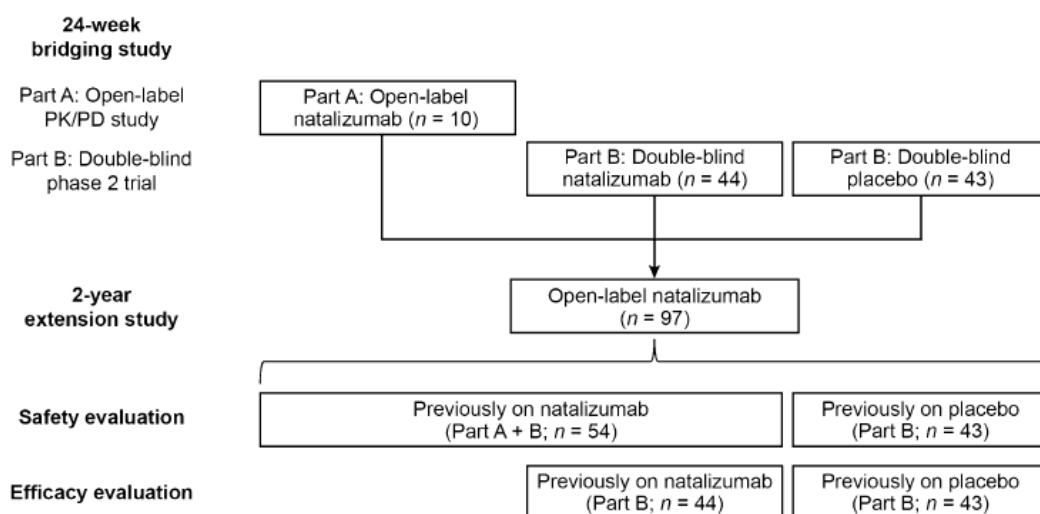 24-week
bridging study
Part A: Open-label
PK/PD study
Part A: Open-label
natalizumab (n = 10)
Part B: Double-blind
phase 2 trial
Part B: Double-blind
natalizumab (n = 44)
Part B: Double-blind
placebo (n = 43)
2-year
extension study
Open-label natalizumab
(n = 97)
Safety evaluation
Previously on natalizumab
(Part A + B; n = 54)
Previously on placebo
(Part B; n = 43)
Efficacy evaluation
Previously on natalizumab
(Part B; n = 44)
Previously on placebo
(Part B; n = 43)